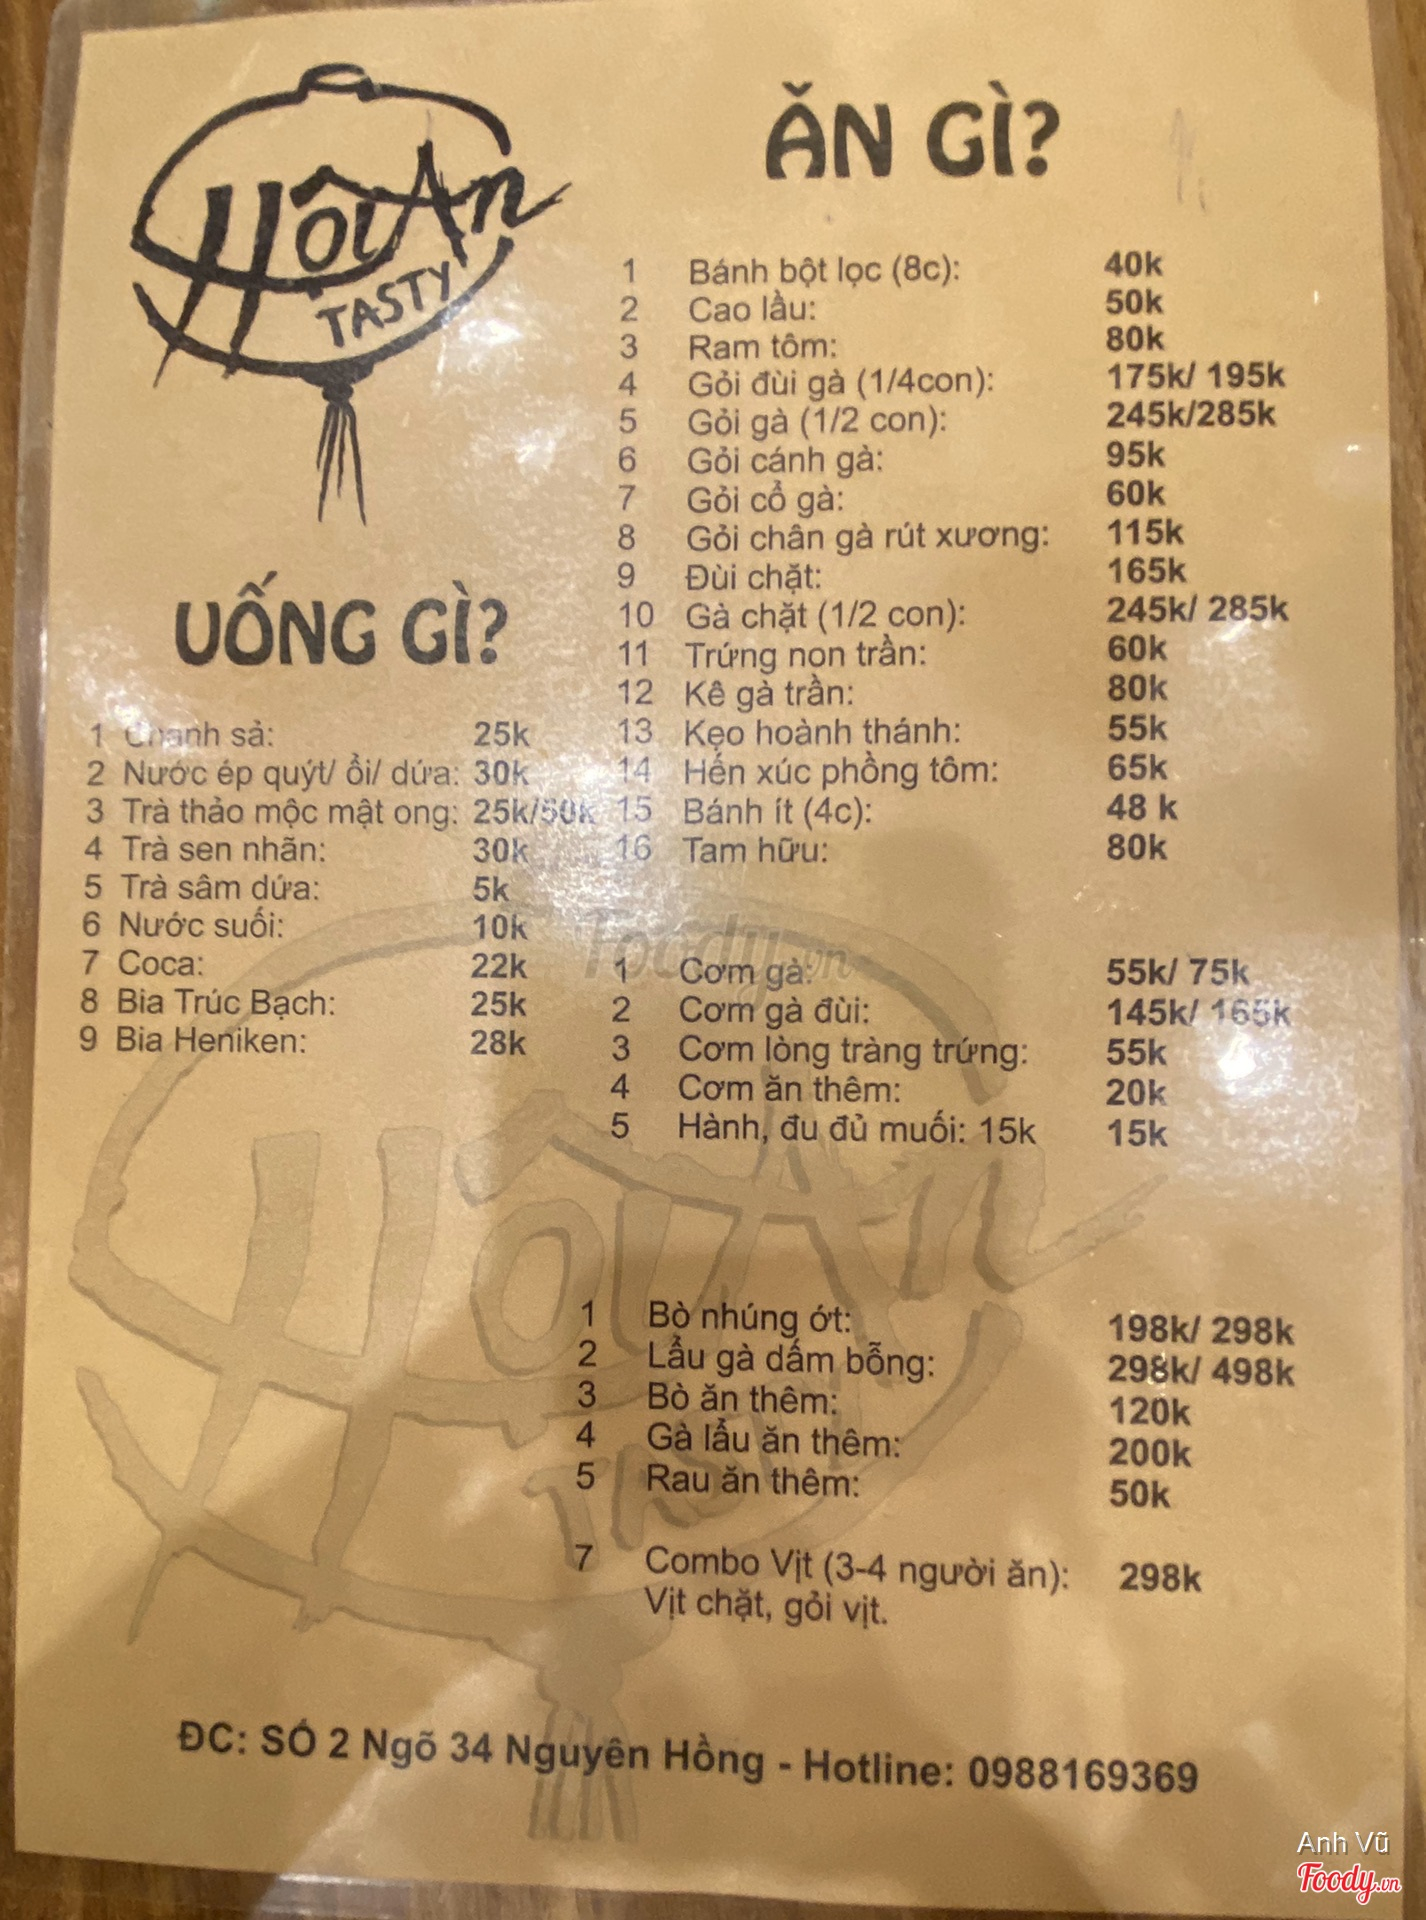 HỘI AN
TASTY
ĂN GÌ?
1 Bánh bột lọc (8c): 40k
2 Cao lầu: 50k
3 Ram tôm: 80k
4 Gỏi đùi gà (1/4con): 175k/ 195k
5 Gỏi gà (1/2 con): 245k/285k
6 Gỏi cánh gà: 95k
7 Gỏi cổ gà: 60k
8 Gỏi chân gà rút xương: 115k
9 Đùi chặt: 165k
10 Gà chặt (1/2 con): 245k/ 285k
11 Trứng non trần: 60k
12 Kê gà trần: 80k
13 Kẹo hoành thánh: 55k
14 Hến xúc phồng tôm: 65k
15 Bánh ít (4c): 48 k
16 Tam hữu: 80k
1 Cơm gà: 55k/ 75k
2 Cơm gà đùi: 145k/ 165k
3 Cơm lòng tràng trứng: 55k
4 Cơm ăn thêm: 20k
5 Hành, đu đủ muối: 15k 15k
1 Bò nhúng ớt: 198k/ 298k
2 Lẩu gà dấm bỗng: 298k/ 498k
3 Bò ăn thêm: 120k
4 Gà lẩu ăn thêm: 200k
5 Rau ăn thêm: 50k
7 Combo Vịt (3-4 người ăn): 298k
Vịt chặt, gỏi vịt.
UỐNG GÌ?
1 Chanh sả: 25k
2 Nước ép quýt/ ổi/ dứa: 30k
3 Trà thảo mộc mật ong: 25k/50k
4 Trà sen nhãn: 30k
5 Trà sâm dứa: 5k
6 Nước suối: 10k
7 Coca: 22k
8 Bia Trúc Bạch: 25k
9 Bia Heniken: 28k
Foody.vn
HỘI AN
TASTY
ĐC: SỐ 2 Ngõ 34 Nguyên Hồng - Hotline: 0988169369
Anh Vũ
Foody.vn